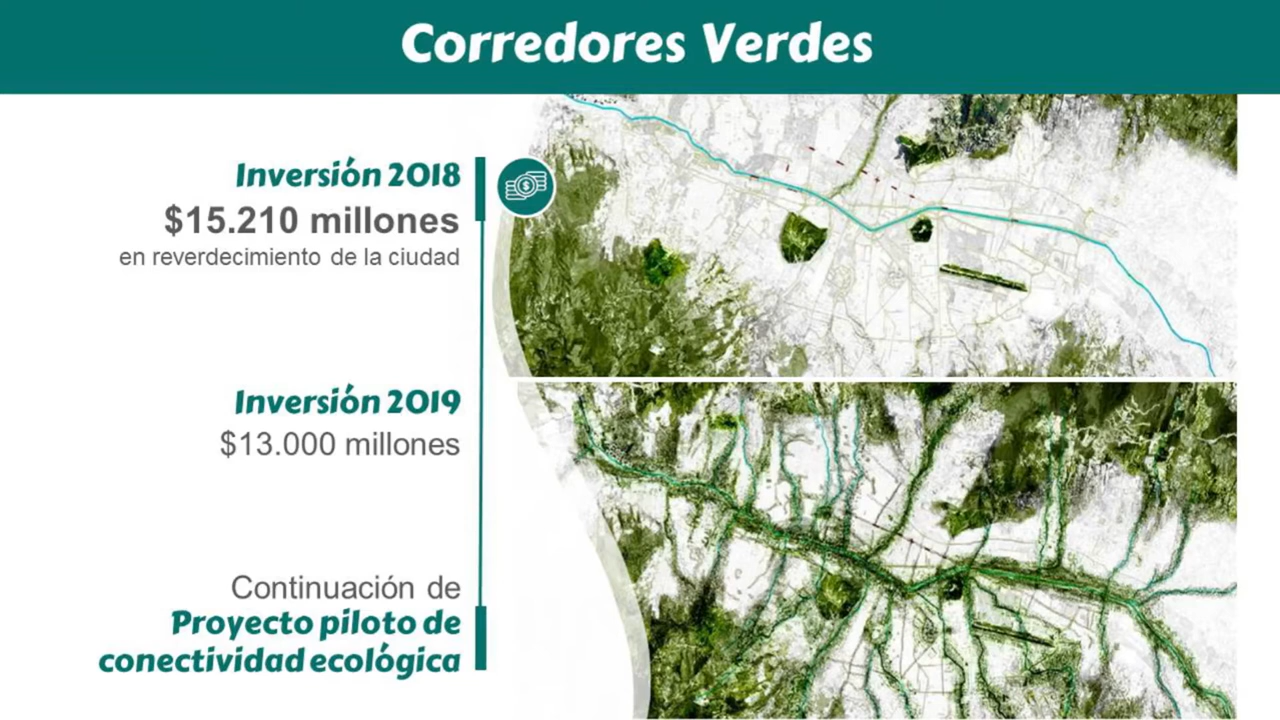 Corredores Verdes
Inversión 2018
$15.210 millones
en reverdecimiento de la ciudad
Inversión 2019
$13.000 millones
Continuación de
Proyecto piloto de
conectividad ecológica